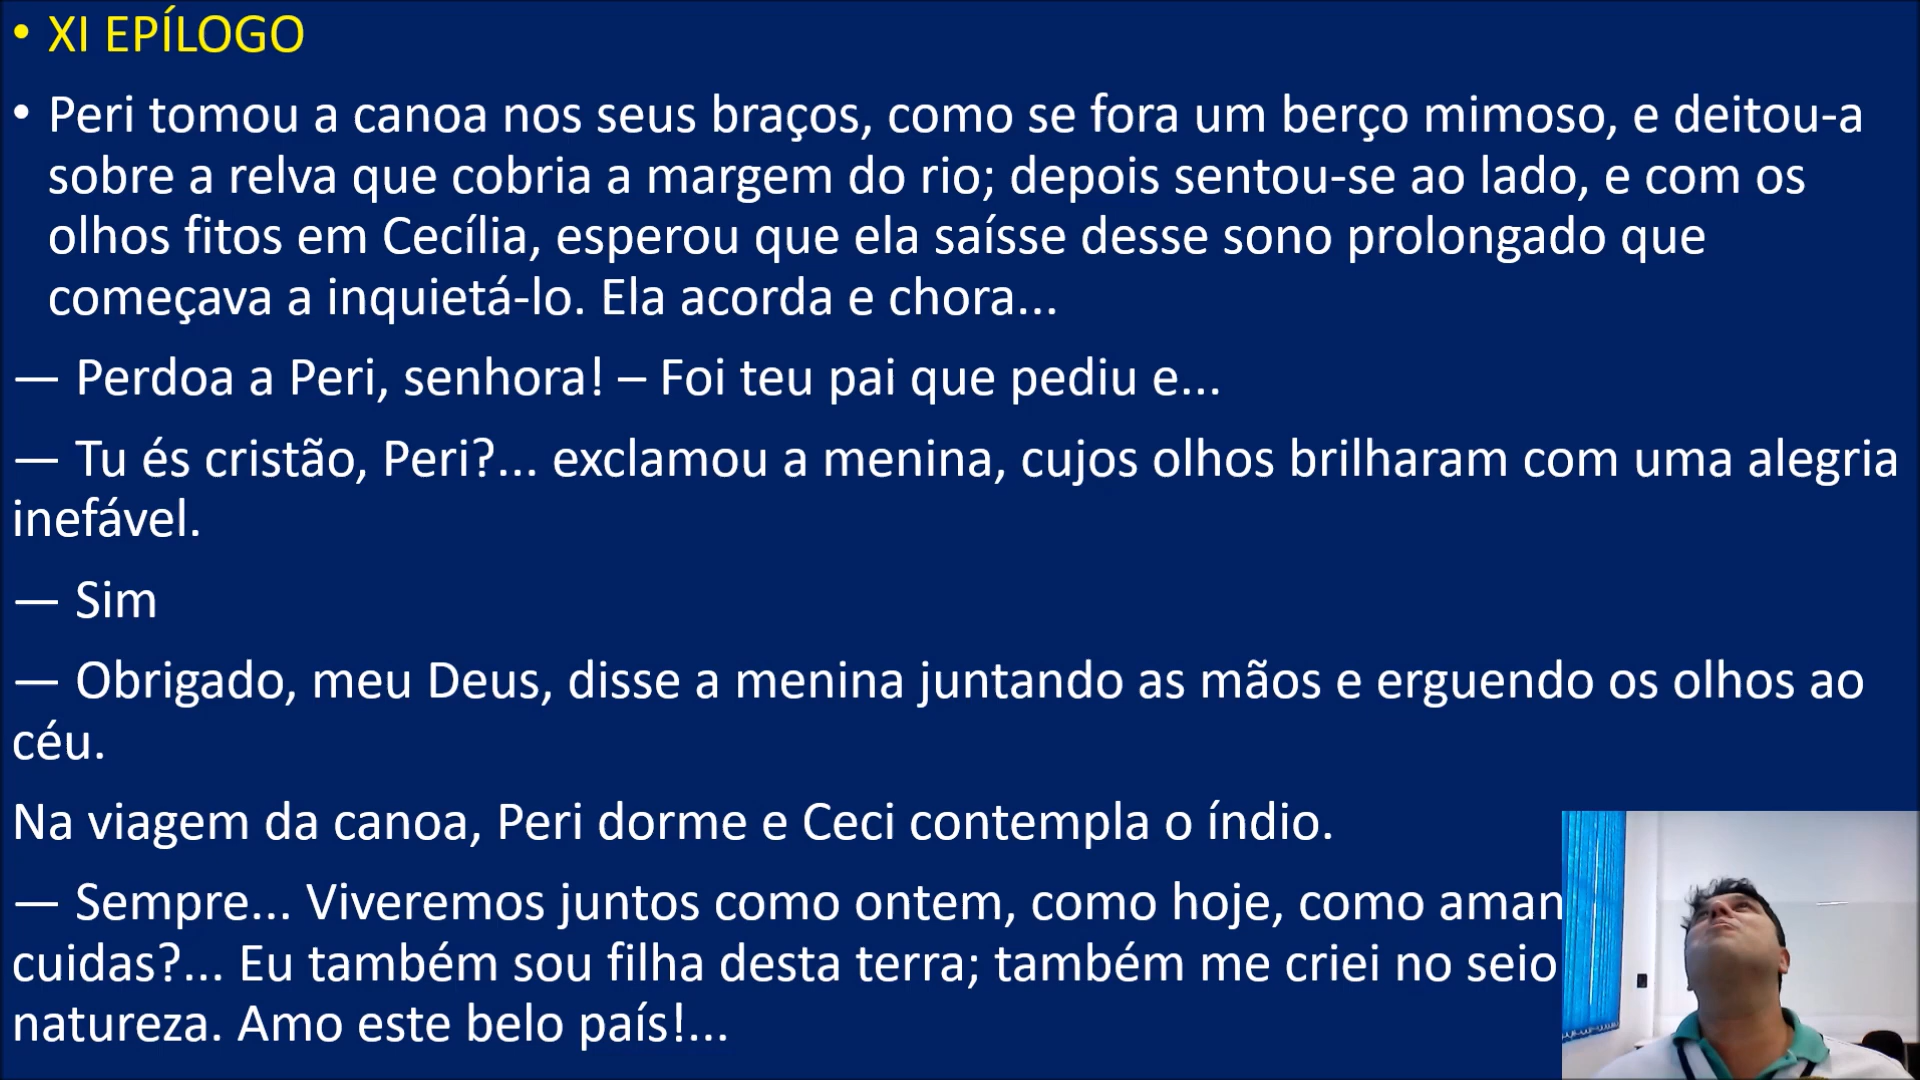 • XI EPÍLOGO
• Peri tomou a canoa nos seus braços, como se fora um berço mimoso, e deitou-a
sobre a relva que cobria a margem do rio; depois sentou-se ao lado, e com os
olhos fitos em Cecília, esperou que ela saísse desse sono prolongado que
começava a inquietá-lo. Ela acorda e chora...
— Perdoa a Peri, senhora! – Foi teu pai que pediu e...
— Tu és cristão, Peri?... exclamou a menina, cujos olhos brilharam com uma alegria
inefável.
— Sim
— Obrigado, meu Deus, disse a menina juntando as mãos e erguendo os olhos ao
céu.
Na viagem da canoa, Peri dorme e Ceci contempla o índio.
— Sempre... Viveremos juntos como ontem, como hoje, como aman
cuidas?... Eu também sou filha desta terra; também me criei no seio
natureza. Amo este belo país!...